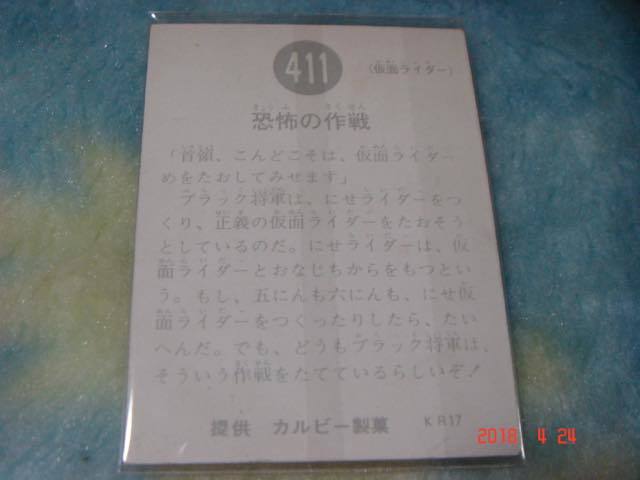 411
(仮面ライダー)
恐怖の作戦
「首領、こんどこそは、仮面ライダー
めをたおしてみせます」
ブラック将軍は、にせライダーをつ
くり、正義の仮面ライダーをたおそう
としているのだ。にせライダーは、仮
面ライダーとおなじちからをもつとい
う。もし、五にんも六にんも、にせ仮
面ライダーをつくったりしたら、たい
へんだ。でも、どうもブラック将軍は、
そういう作戦をたてているらしいぞ!
提供 カルビー製菓 KR17
2018 4 24